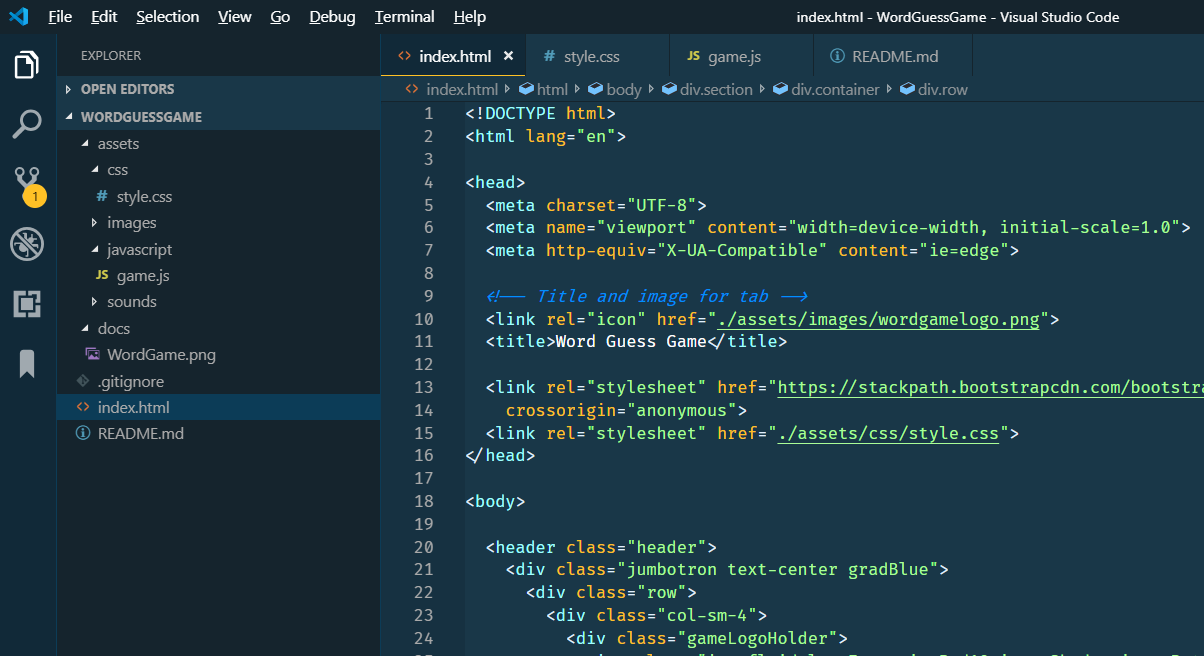 File Edit Selection View Go Debug Terminal Help index.html - WordGuessGame - Visual Studio Code
EXPLORER
OPEN EDITORS
WORDGUESSGAME
assets
css
# style.css
images
javascript
JS game.js
sounds
docs
WordGame.png
.gitignore
<> index.html
README.md
1
<> index.html × # style.css JS game.js README.md
<> index.html html body div.section div.container div.row
1 <!DOCTYPE html>
2 <html lang="en">
3
4 <head>
5 <meta charset="UTF-8">
6 <meta name="viewport" content="width=device-width, initial-scale=1.0">
7 <meta http-equiv="X-UA-Compatible" content="ie=edge">
8
9 <!-- Title and image for tab -->
10 <link rel="icon" href="./assets/images/wordgamelogo.png">
11 <title>Word Guess Game</title>
12
13 <link rel="stylesheet" href="https://stackpath.bootstrapcdn.com/bootstra
14 crossorigin="anonymous">
15 <link rel="stylesheet" href="./assets/css/style.css">
16 </head>
17
18 <body>
19
20 <header class="header">
21 <div class="jumbotron text-center gradBlue">
22 <div class="row">
23 <div class="col-sm-4">
24 <div class="gameLogoHolder">